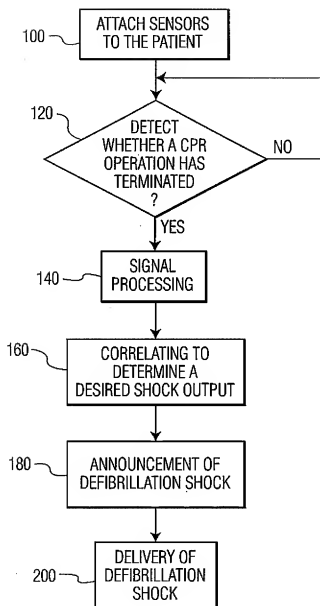 100
ATTACH SENSORS
TO THE PATIENT
120
DETECT
WHETHER A CPR
OPERATION HAS
TERMINATED
?
NO
YES
140
SIGNAL
PROCESSING
160
CORRELATING TO
DETERMINE A
DESIRED SHOCK OUTPUT
180
ANNOUNCEMENT OF
DEFIBRILLATION SHOCK
200
DELIVERY OF
DEFIBRILLATION
SHOCK